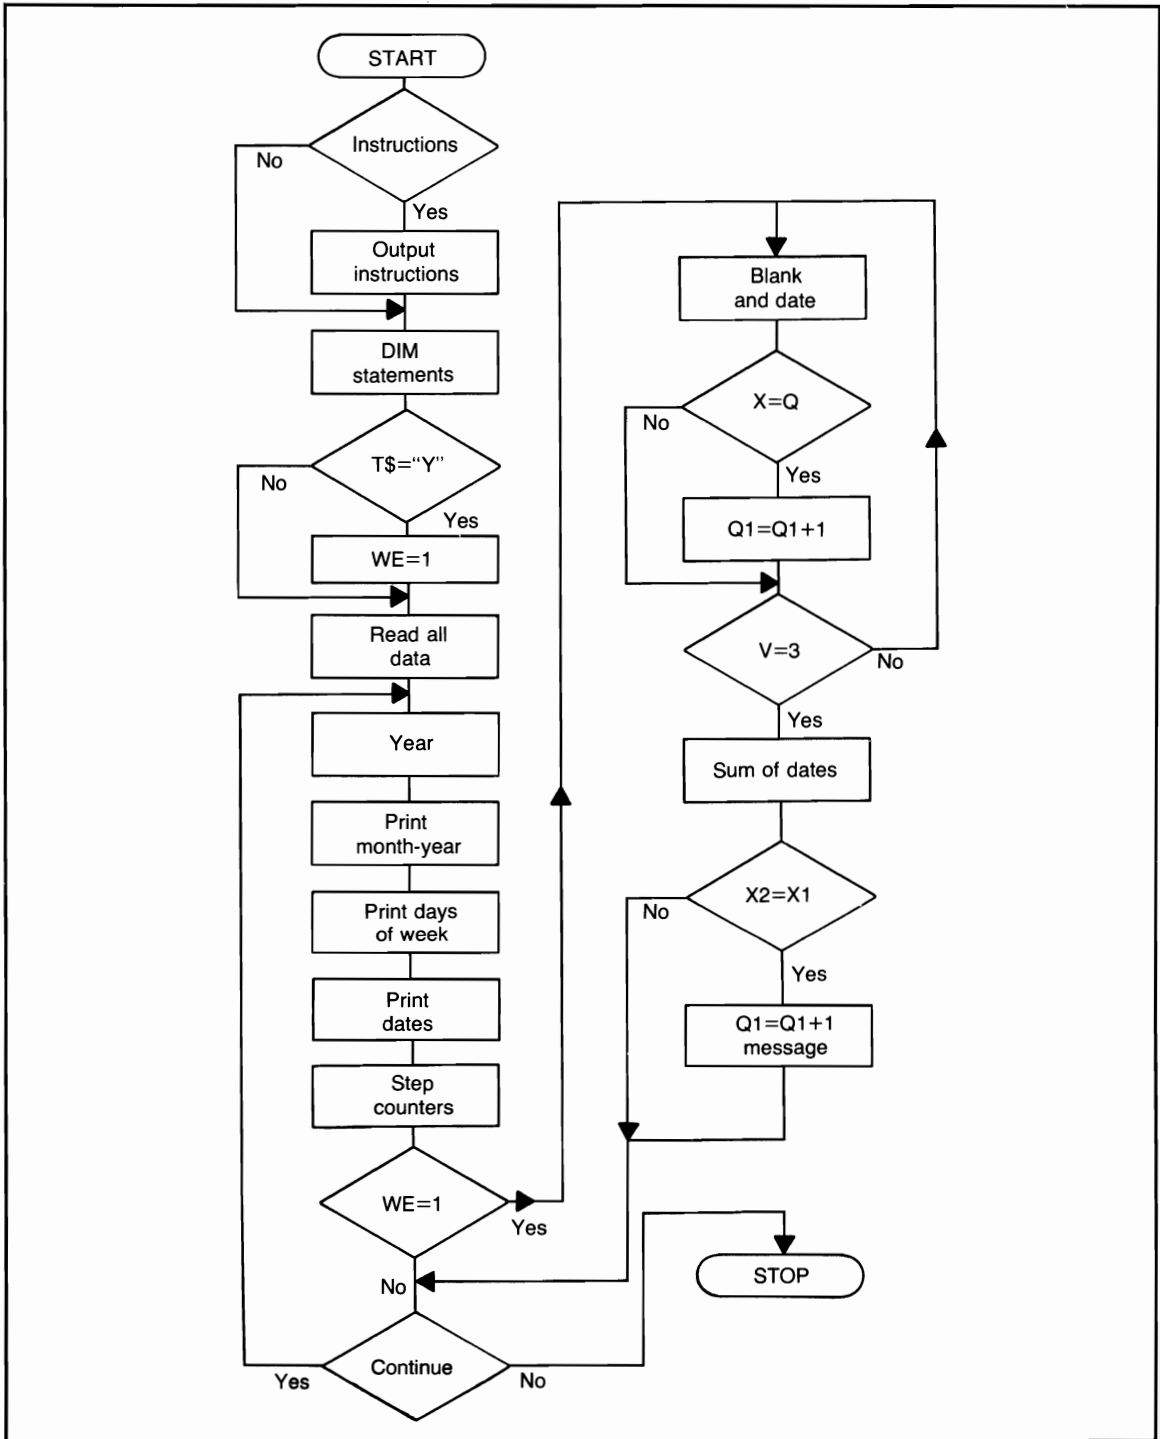 START
Instructions
No
Yes
Output
instructions
DIM
statements
T$="Y"
No
Yes
WE=1
Read all
data
Year
Print
month-year
Print days
of week
Print
dates
Step
counters
WE=1
Yes
No
Continue
Yes
No
Blank
and date
X=Q
No
Yes
Q1=Q1+1
V=3
No
Yes
Sum of dates
X2=X1
No
Yes
Q1=Q1+1
message
STOP